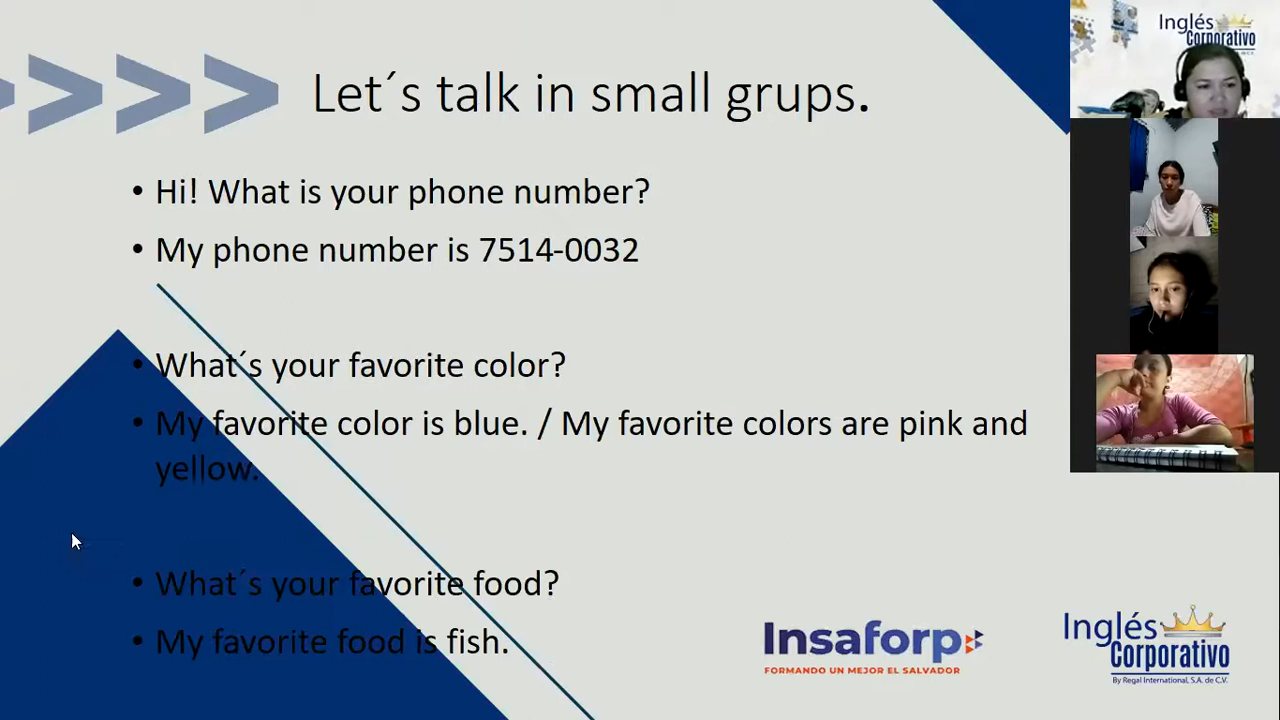 Let´s talk in small grups.
• Hi! What is your phone number?
• My phone number is 7514-0032
• What´s your favorite color?
• My favorite color is blue. / My favorite colors are pink and
yellow.
• What´s your favorite food?
• My favorite food is fish.
Insaforp
FORMANDO UN MEJOR EL SALVADOR
Inglés
Corporativo
By Regal International, S.A. de C.V.
Inglés
Corporativo